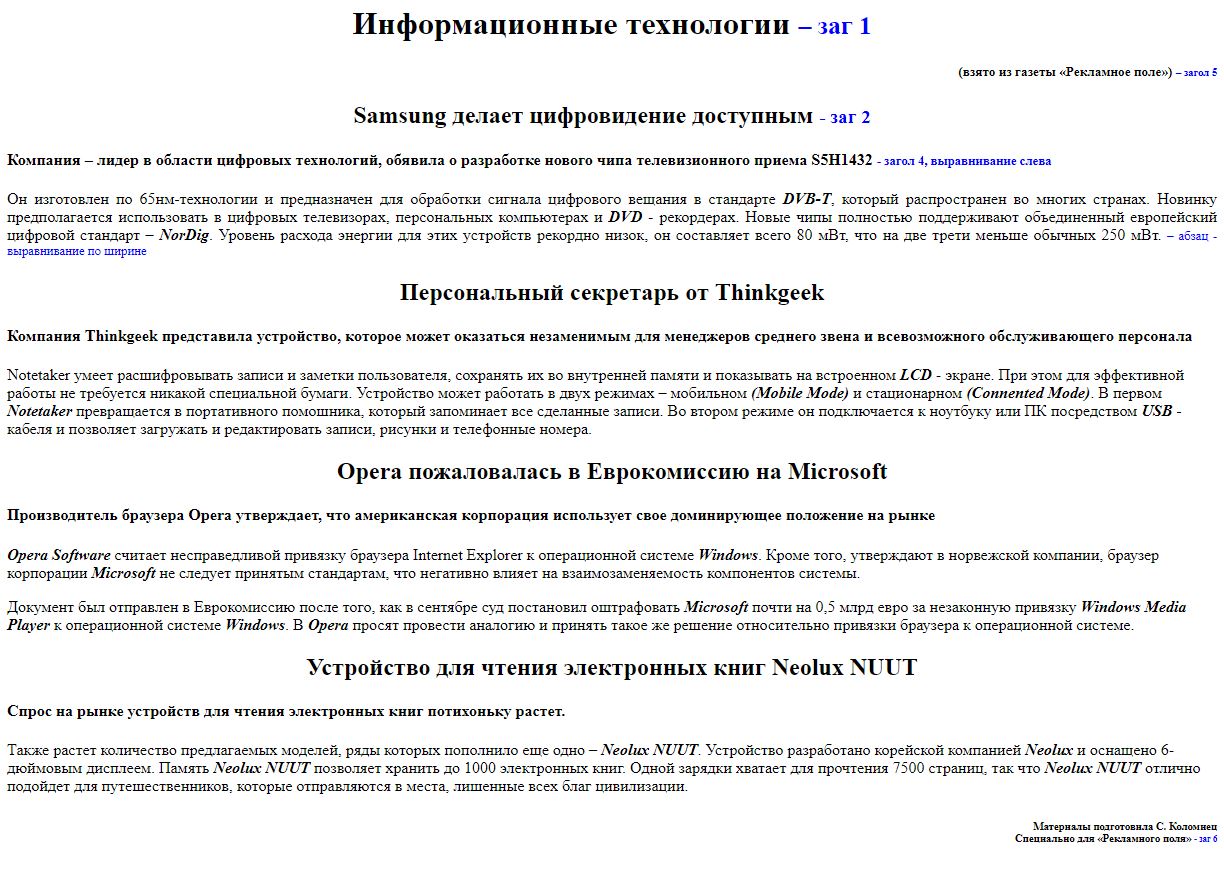 Информационные технологии – заг 1
(взято из газеты «Рекламное поле») – загол 5
Samsung делает цифровидение доступным - заг 2
Компания – лидер в области цифровых технологий, обявила о разработке нового чипа телевизионного приема S5H1432 - загол 4, выравнивание слева
Он изготовлен по 65нм-технологии и предназначен для обработки сигнала цифрового вещания в стандарте DVB-T, который распространен во многих странах. Новинку
предполагается использовать в цифровых телевизорах, персональных компьютерах и DVD - рекордерах. Новые чипы полностью поддерживают объединенный европейский
цифровой стандарт – NorDig. Уровень расхода энергии для этих устройств рекордно низок, он составляет всего 80 мВт, что на две трети меньше обычных 250 мВт. – абзац -
выравнивание по ширине
Персональный секретарь от Thinkgeek
Компания Thinkgeek представила устройство, которое может оказаться незаменимым для менеджеров среднего звена и всевозможного обслуживающего персонала
Notetaker умеет расшифровывать записи и заметки пользователя, сохранять их во внутренней памяти и показывать на встроенном LCD - экране. При этом для эффективной
работы не требуется никакой специальной бумаги. Устройство может работать в двух режимах – мобильном (Mobile Mode) и стационарном (Connented Mode). В первом
Notetaker превращается в портативного помошника, который запоминает все сделанные записи. Во втором режиме он подключается к ноутбуку или ПК посредством USB -
кабеля и позволяет загружать и редактировать записи, рисунки и телефонные номера.
Opera пожаловалась в Еврокомиссию на Microsoft
Производитель браузера Opera утверждает, что американская корпорация использует свое доминирующее положение на рынке
Opera Software считает несправедливой привязку браузера Internet Explorer к операционной системе Windows. Кроме того, утверждают в норвежской компании, браузер
корпорации Microsoft не следует принятым стандартам, что негативно влияет на взаимозаменяемость компонентов системы.
Документ был отправлен в Еврокомиссию после того, как в сентябре суд постановил оштрафовать Microsoft почти на 0,5 млрд евро за незаконную привязку Windows Media
Player к операционной системе Windows. В Opera просят провести аналогию и принять такое же решение относительно привязки браузера к операционной системе.
Устройство для чтения электронных книг Neolux NUUT
Спрос на рынке устройств для чтения электронных книг потихоньку растет.
Также растет количество предлагаемых моделей, ряды которых пополнило еще одно – Neolux NUUT. Устройство разработано корейской компанией Neolux и оснащено 6-
дюймовым дисплеем. Память Neolux NUUT позволяет хранить до 1000 электронных книг. Одной зарядки хватает для прочтения 7500 страниц, так что Neolux NUUT отлично
подойдет для путешественников, которые отправляются в места, лишенные всех благ цивилизации.
Материалы подготовила С. Коломнец
Специально для «Рекламного поля» - заг 6